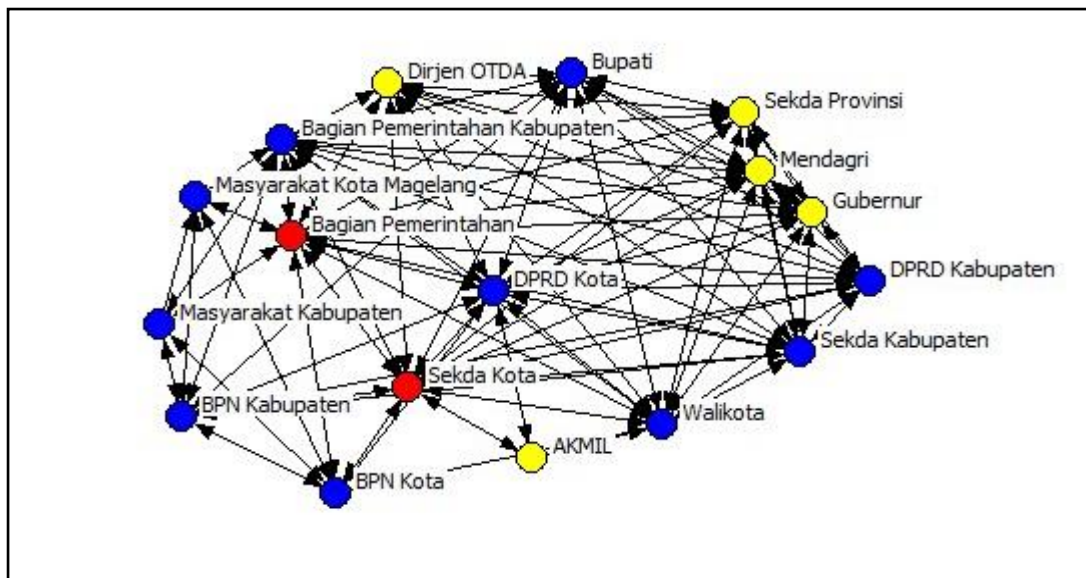 Dirjen OTDA
Bupati
Sekda Provinsi
Bagian Pemerintahan Kabupaten
Mendagri
Masyarakat Kota Magelang
Gubernur
Bagian Pemerintahan
DPRD Kabupaten
DPRD Kota
Masyarakat Kabupaten
Sekda Kabupaten
Sekda Kota
BPN Kabupaten
Walikota
AKMIL
BPN Kota